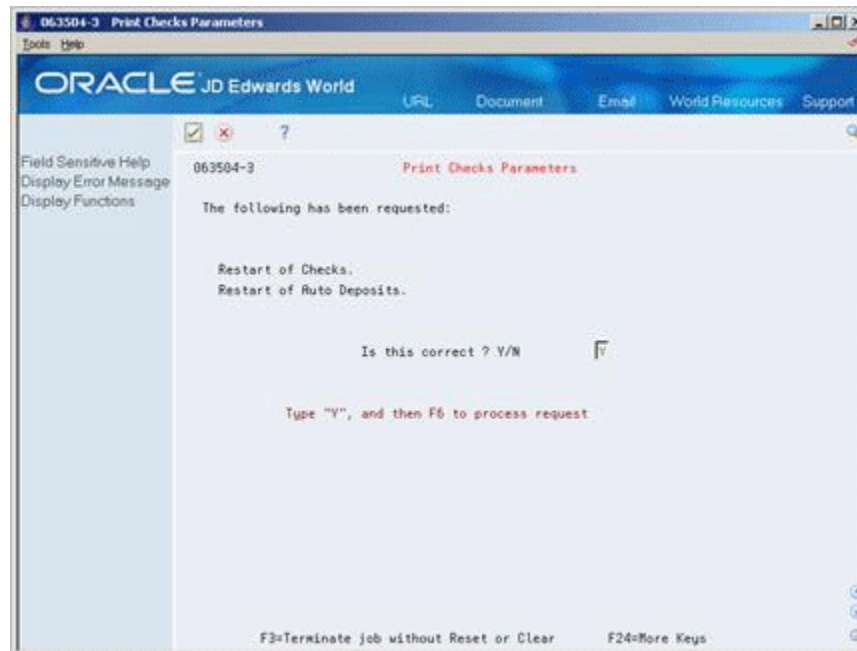 063504-3 Print Checks Parameters
Tools Help
ORACLE JD Edwards World
URL Document Email World Resources Support
?
Field Sensitive Help
Display Error Message
Display Functions
063504-3 Print Checks Parameters
The following has been requested:
Restart of Checks.
Restart of Auto Deposits.
Is this correct ? Y/N Y
Type "Y", and then F6 to process request
F3=Terminate job without Reset or Clear F24=More Keys